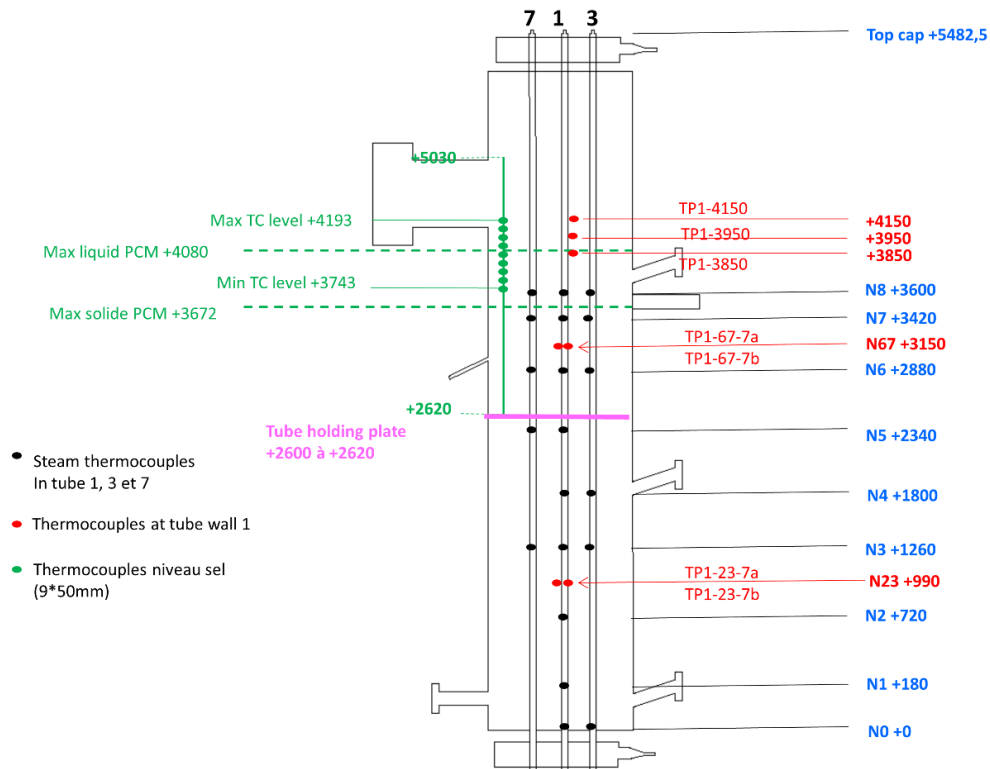 7 1 3
Top cap +5482,5
+5030
Max TC level +4193
TP1-4150
+4150
TP1-3950
+3950
Max liquid PCM +4080
TP1-3850
+3850
Min TC level +3743
N8 +3600
Max solide PCM +3672
N7 +3420
TP1-67-7a
N67 +3150
TP1-67-7b
N6 +2880
+2620
Tube holding plate
+2600 à +2620
N5 +2340
Steam thermocouples
In tube 1, 3 et 7
N4 +1800
Thermocouples at tube wall 1
N3 +1260
Thermocouples niveau sel
(9*50mm)
TP1-23-7a
N23 +990
TP1-23-7b
N2 +720
N1 +180
N0 +0